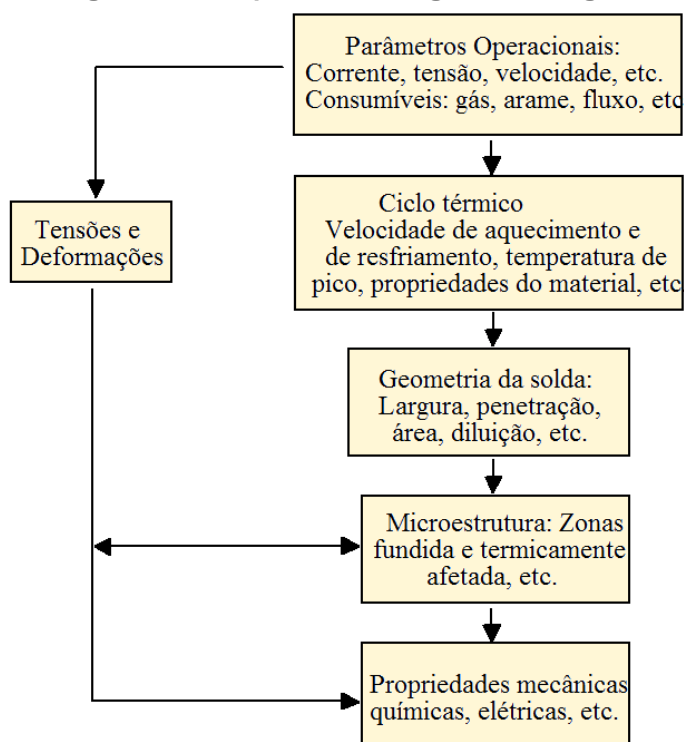 Parâmetros Operacionais:
Corrente, tensão, velocidade, etc.
Consumíveis: gás, arame, fluxo, etc
Ciclo térmico
Velocidade de aquecimento e
de resfriamento, temperatura de
pico, propriedades do material, etc.
Tensões e
Deformações
Geometria da solda:
Largura, penetração,
área, diluição, etc.
Microestrutura: Zonas
fundida e termicamente
afetada, etc.
Propriedades mecânicas
químicas, elétricas, etc.